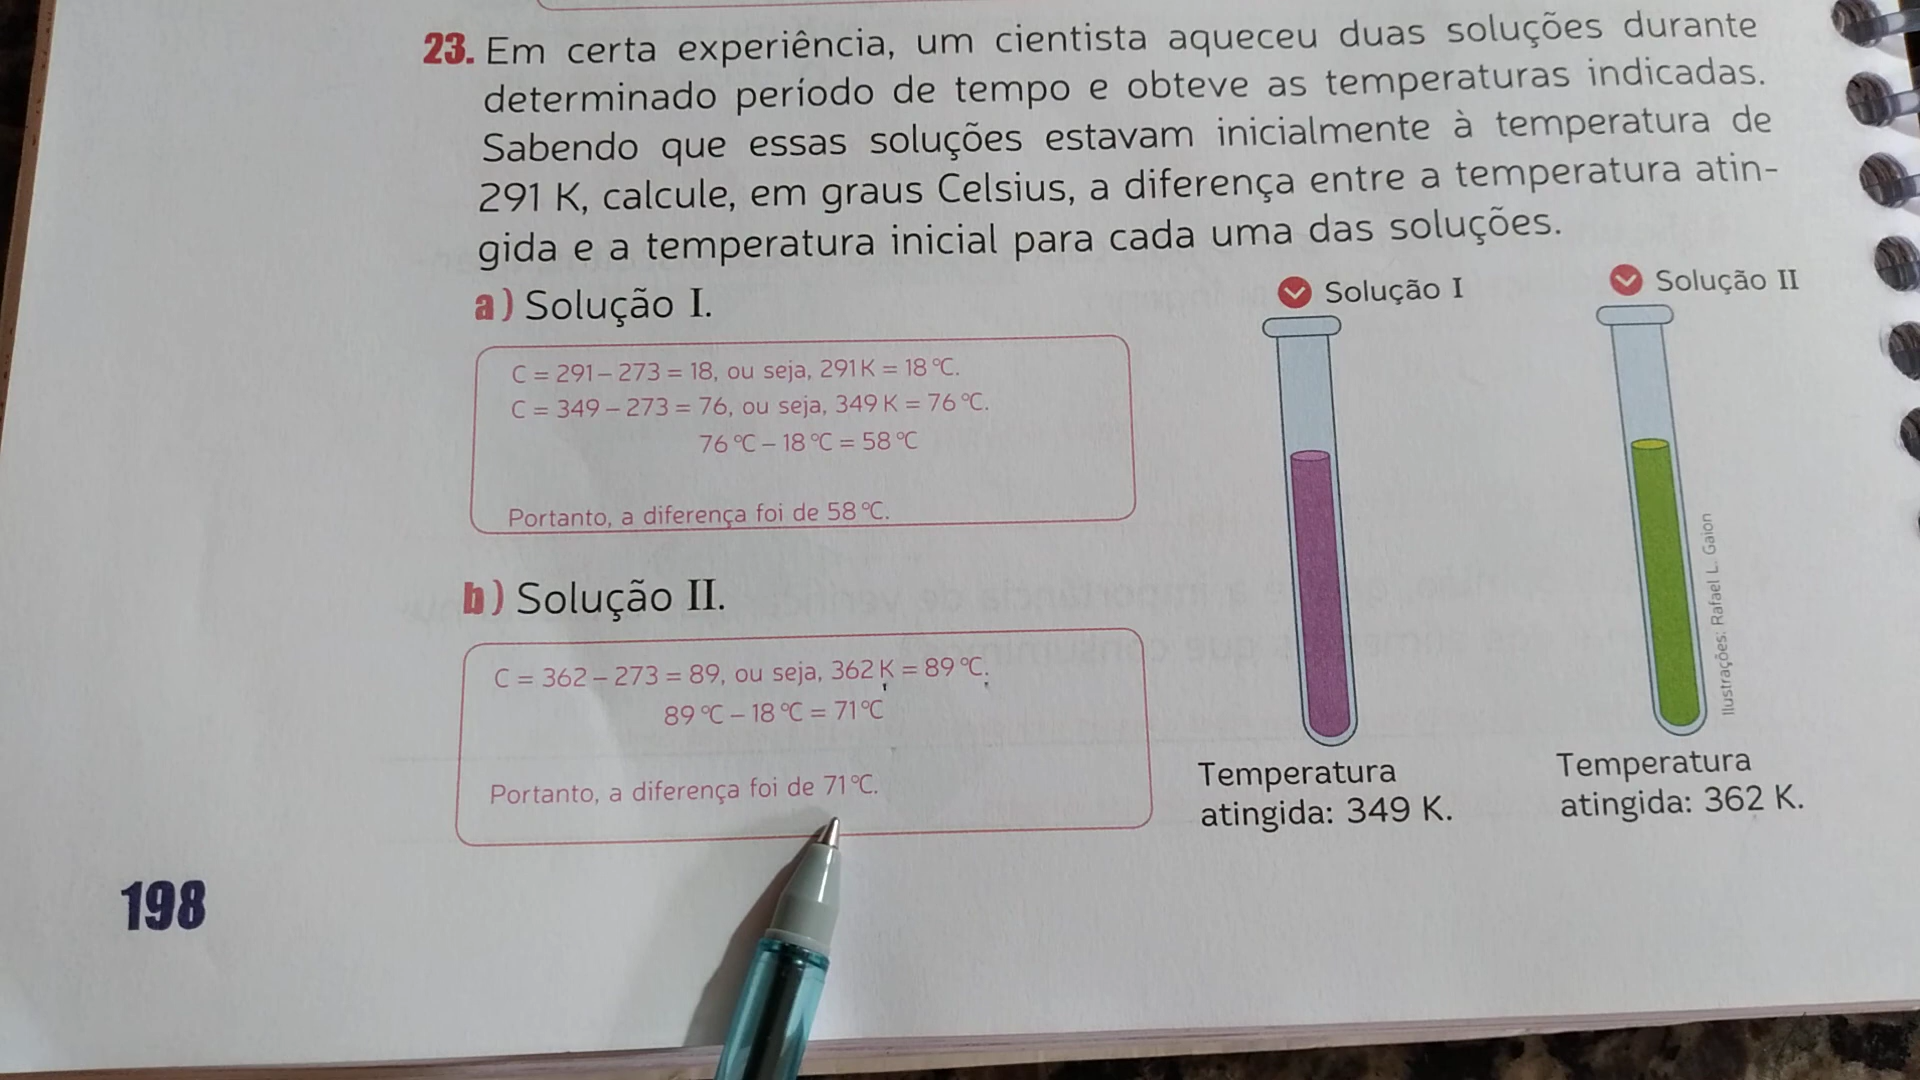 23. Em certa experiência, um cientista aqueceu duas soluções durante
determinado período de tempo e obteve as temperaturas indicadas.
Sabendo que essas soluções estavam inicialmente à temperatura de
291 K, calcule, em graus Celsius, a diferença entre a temperatura atin-
gida e a temperatura inicial para cada uma das soluções.
a) Solução I.
C = 291 – 273 = 18, ou seja, 291 K = 18 °C.
C = 349 – 273 = 76, ou seja, 349 K = 76 °C.
76 °C – 18 °C = 58 °C
Portanto, a diferença foi de 58 °C.
b) Solução II.
C = 362 – 273 = 89, ou seja, 362 K = 89 °C.
89 °C – 18 °C = 71 °C
Portanto, a diferença foi de 71 °C.
Solução I
Temperatura
atingida: 349 K.
Solução II
Temperatura
atingida: 362 K.
Ilustrações: Rafael L. Gaion
198